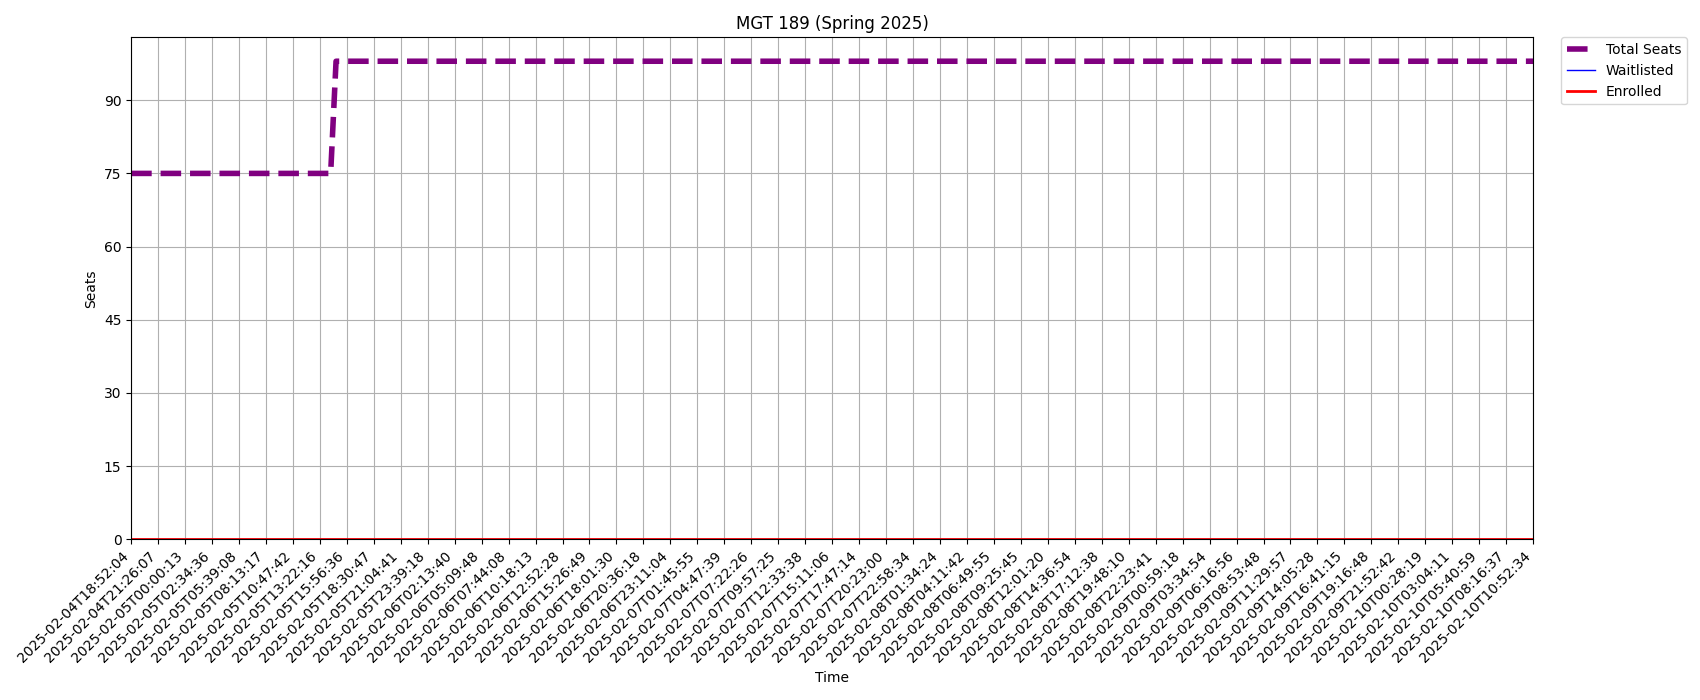 MGT 189 (Spring 2025)
Total Seats
Waitlisted
Enrolled
Seats
90
75
60
45
30
15
0
2025-02-04T18:52:04
2025-02-04T21:26:07
2025-02-05T00:00:13
2025-02-05T02:34:36
2025-02-05T05:39:08
2025-02-05T08:13:17
2025-02-05T10:47:42
2025-02-05T13:22:16
2025-02-05T15:56:36
2025-02-05T18:30:47
2025-02-05T21:04:41
2025-02-05T23:39:18
2025-02-06T02:13:40
2025-02-06T05:09:48
2025-02-06T07:44:08
2025-02-06T10:18:13
2025-02-06T12:52:28
2025-02-06T15:26:49
2025-02-06T18:01:30
2025-02-06T20:36:18
2025-02-06T23:11:04
2025-02-07T01:45:55
2025-02-07T04:47:39
2025-02-07T07:22:26
2025-02-07T09:57:25
2025-02-07T12:33:38
2025-02-07T15:11:06
2025-02-07T17:47:14
2025-02-07T20:23:00
2025-02-07T22:58:34
2025-02-08T01:34:24
2025-02-08T04:11:42
2025-02-08T06:49:55
2025-02-08T09:25:45
2025-02-08T12:01:20
2025-02-08T14:36:54
2025-02-08T17:12:38
2025-02-08T19:48:10
2025-02-08T22:23:41
2025-02-09T00:59:18
2025-02-09T03:34:54
2025-02-09T06:16:56
2025-02-09T08:53:48
2025-02-09T11:29:57
2025-02-09T14:05:28
2025-02-09T16:41:15
2025-02-09T19:16:48
2025-02-09T21:52:42
2025-02-10T00:28:19
2025-02-10T03:04:11
2025-02-10T05:40:59
2025-02-10T08:16:37
2025-02-10T10:52:34
Time